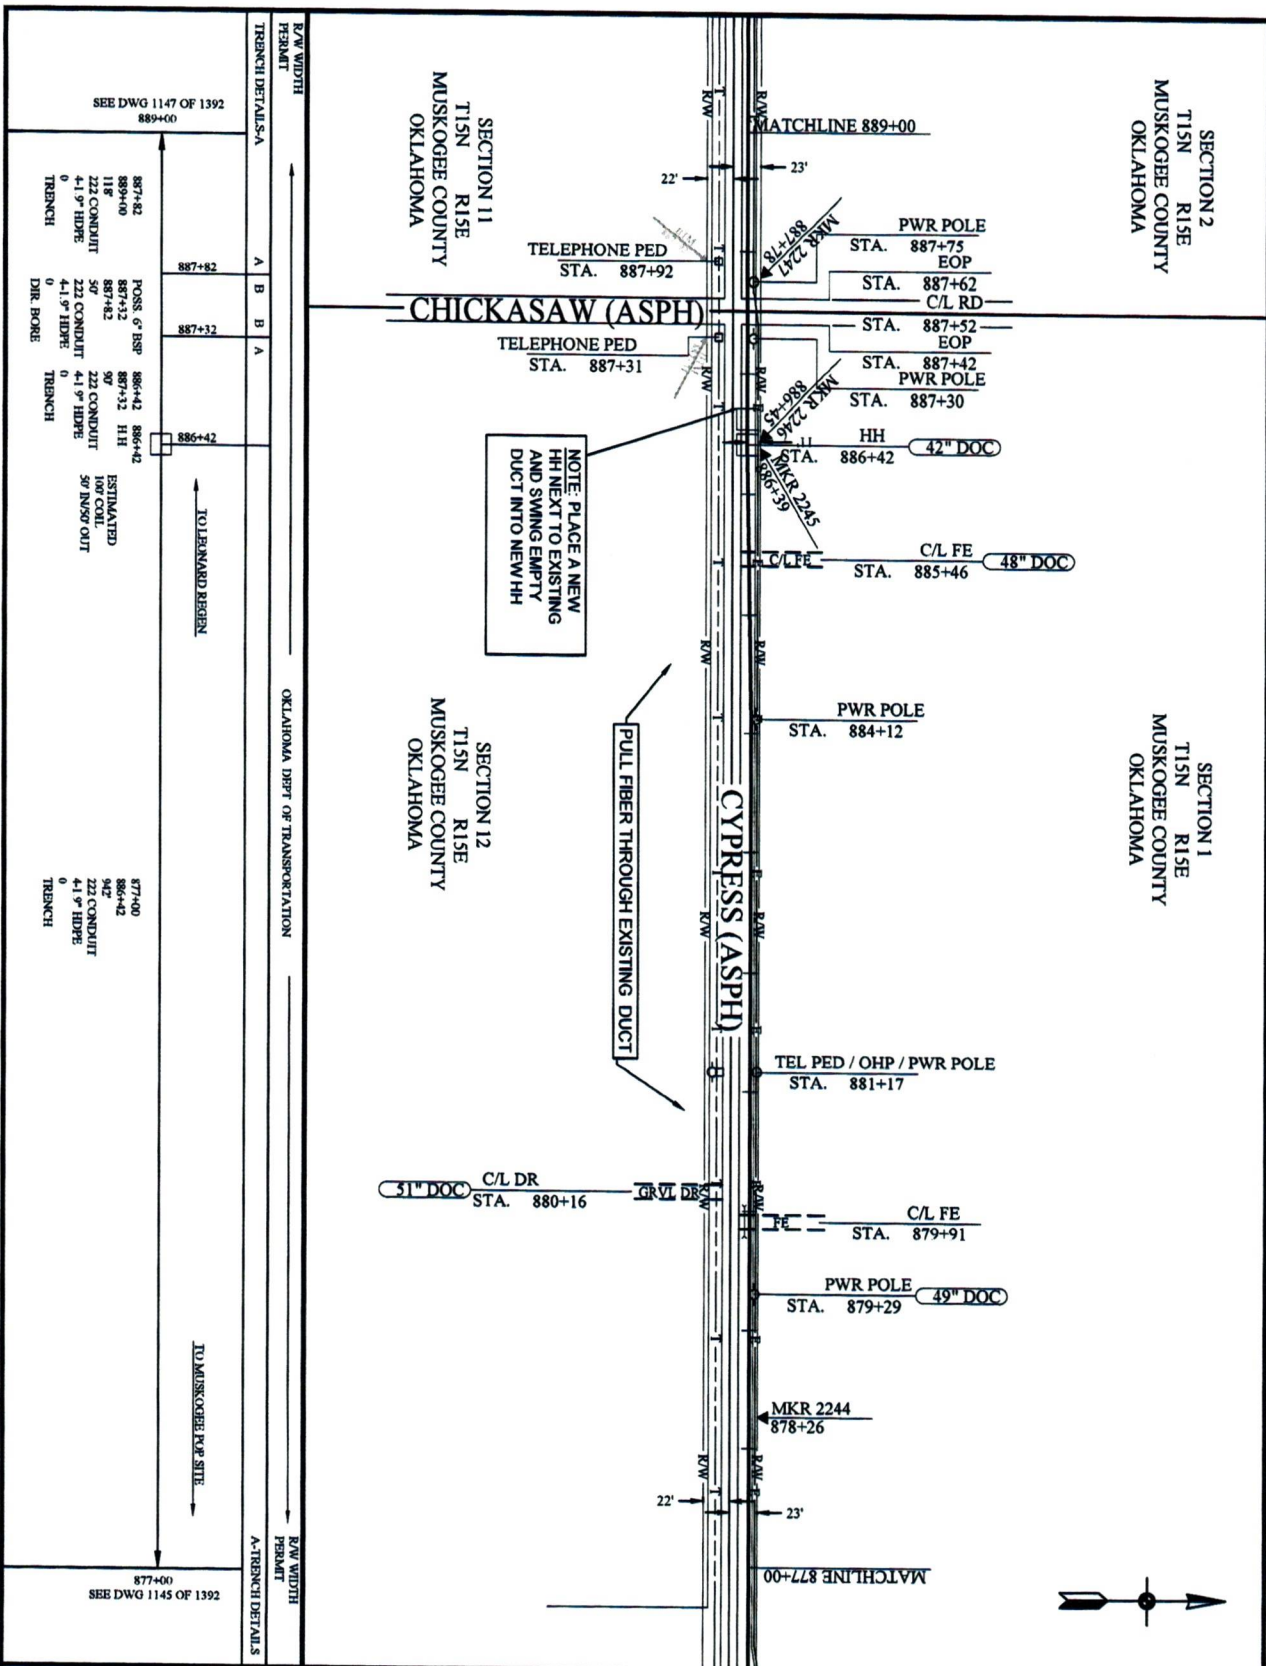 SECTION 2
T15N R15E
MUSKOGEE COUNTY
OKLAHOMA
SECTION 1
T15N R15E
MUSKOGEE COUNTY
OKLAHOMA
SECTION 11
T15N R15E
MUSKOGEE COUNTY
OKLAHOMA
SECTION 12
T15N R15E
MUSKOGEE COUNTY
OKLAHOMA
MATCHLINE 889+00
R/W
R/W
T
23'
22'
MKR 2247
887+78
PWR POLE
STA. 887+75
EOP
STA. 887+62
C/L RD
STA. 887+52
EOP
STA. 887+42
PWR POLE
STA. 887+30
TELEPHONE PED
STA. 887+92
CHICKASAW (ASPH)
TELEPHONE PED
STA. 887+31
MKR 2246
886+45
HH
STA. 886+42
42" DOC
11
MKR 2245
886+39
C/L FE
C/L FE
STA. 885+46
48" DOC
NOTE: PLACE A NEW
HH NEXT TO EXISTING
AND SWING EMPTY
DUCT INTO NEW HH
PWR POLE
STA. 884+12
PULL FIBER THROUGH EXISTING DUCT
CYPRESS (ASPH)
R/W
R/W
R/W
R/W
R/W
R/W
TEL PED / OHP / PWR POLE
STA. 881+17
51" DOC
C/L DR
STA. 880+16
GRVL DR
R/W
R/W
FE
C/L FE
STA. 879+91
PWR POLE
STA. 879+29
49" DOC
MKR 2244
878+26
R/W
R/W
22'
23'
MATCHLINE 877+00
R/W WIDTH
PERMIT
OKLAHOMA DEPT OF TRANSPORTATION
R/W WIDTH
PERMIT
TRENCH DETAILS-A
A B B A
A-TRENCH DETAILS
887+82
887+32
886+42
TO LEONARD REGEN
TO MUSKOGEE POP SITE
SEE DWG 1147 OF 1392
889+00
877+00
SEE DWG 1145 OF 1392
887+82
889+00
118'
222 CONDUIT
4-1.9" HDPE
0
TRENCH
POSS. 6" BSP
887+32
887+82
50'
222 CONDUIT
4-1.9" HDPE
0
DIR. BORE
886+42
887+32
90'
222 CONDUIT
4-1.9" HDPE
0
TRENCH
886+42
H.H
ESTIMATED
100' COIL
50' IN/50' OUT
877+00
886+42
942'
222 CONDUIT
4-1.9" HDPE
0
TRENCH